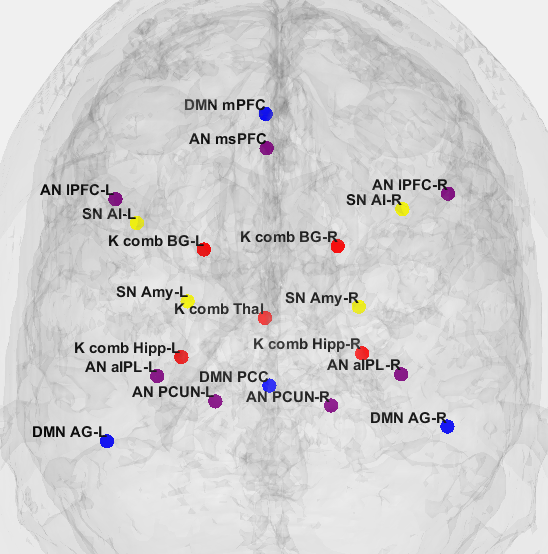 DMN mPFC
AN msPFC
AN lPFC-L
AN lPFC-R
SN AI-R
SN AI-L
K comb BG-L
K comb BG-R
SN Amy-L
SN Amy-R
K comb Thal
K comb Hipp-L
K comb Hipp-R
AN aIPL-L
AN aIPL-R
DMN PCC
AN PCUN-L
AN PCUN-R
DMN AG-R
DMN AG-L